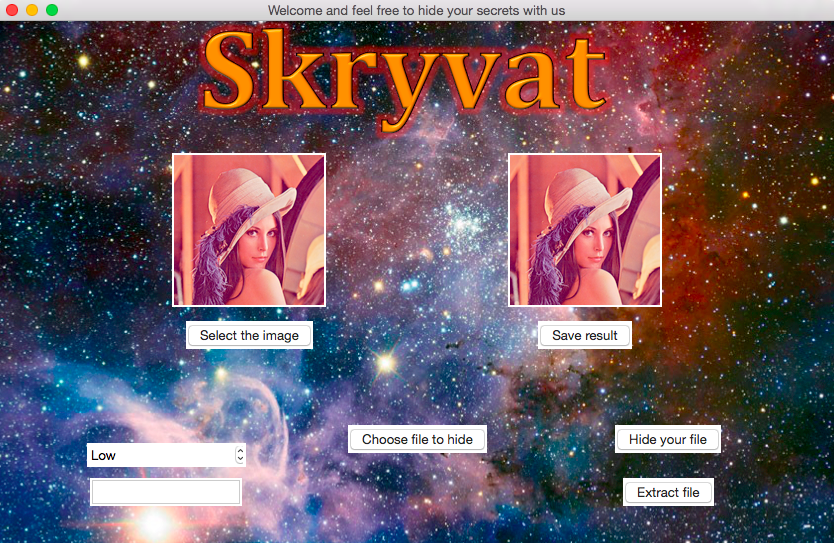 Welcome and feel free to hide your secrets with us
Skryvat
Select the image
Save result
Choose file to hide
Hide your file
Low
Extract file